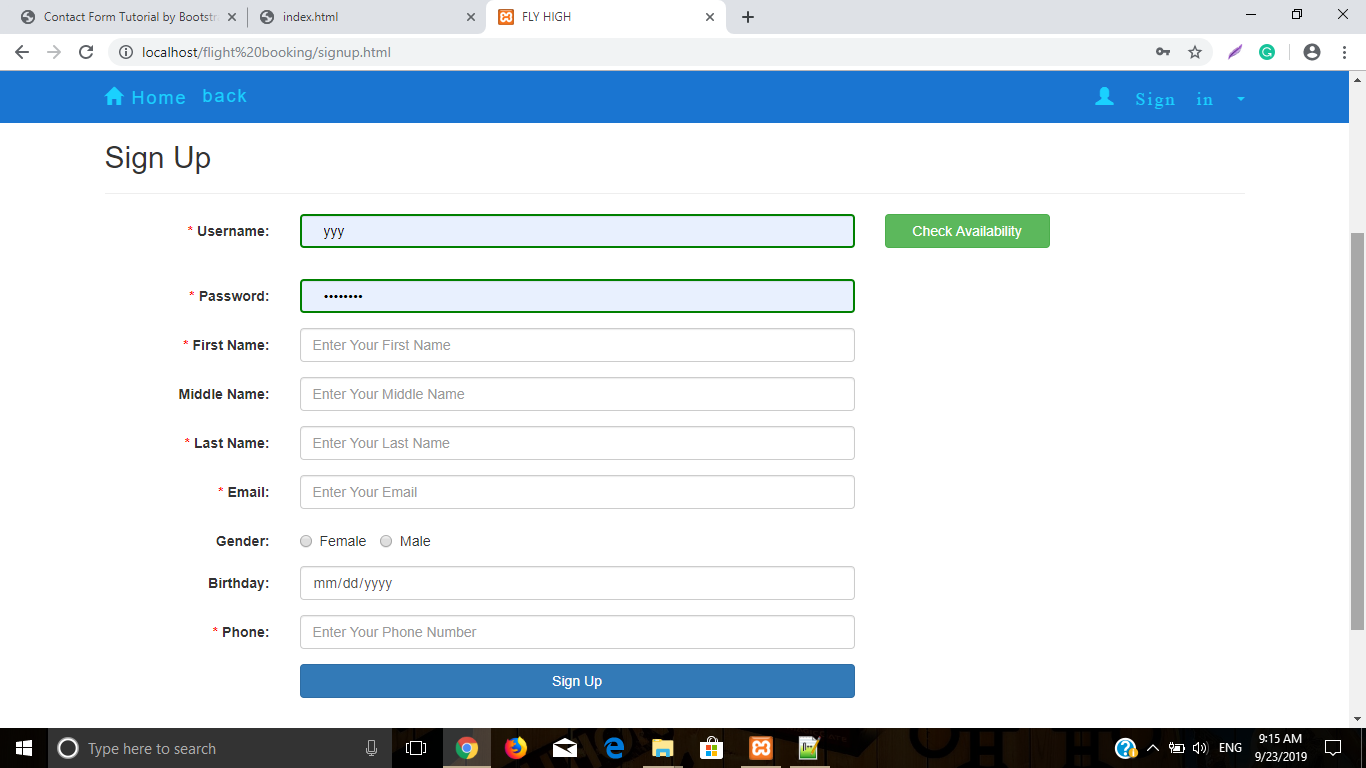 Contact Form Tutorial by Bootstr
index.html
FLY HIGH
localhost/flight%20booking/signup.html
Home back Sign in
Sign Up
* Username: yyy Check Availability
* Password: ••••••••
* First Name: Enter Your First Name
Middle Name: Enter Your Middle Name
* Last Name: Enter Your Last Name
* Email: Enter Your Email
Gender: Female Male
Birthday: mm/dd/yyyy
* Phone: Enter Your Phone Number
Sign Up
Type here to search
ENG
9:15 AM
9/23/2019